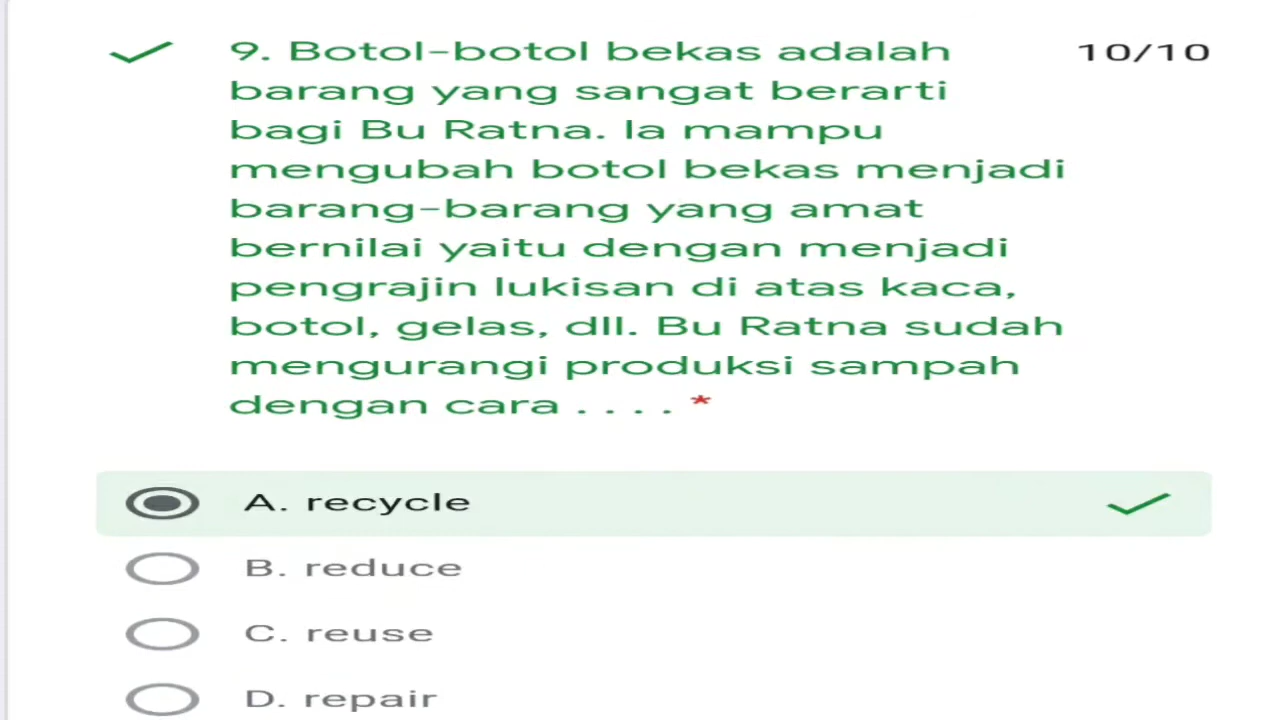 9. Botol-botol bekas adalah 10/10
barang yang sangat berarti
bagi Bu Ratna. Ia mampu
mengubah botol bekas menjadi
barang-barang yang amat
bernilai yaitu dengan menjadi
pengrajin lukisan di atas kaca,
botol, gelas, dll. Bu Ratna sudah
mengurangi produksi sampah
dengan cara . . . . *
A. recycle
B. reduce
C. reuse
D. repair